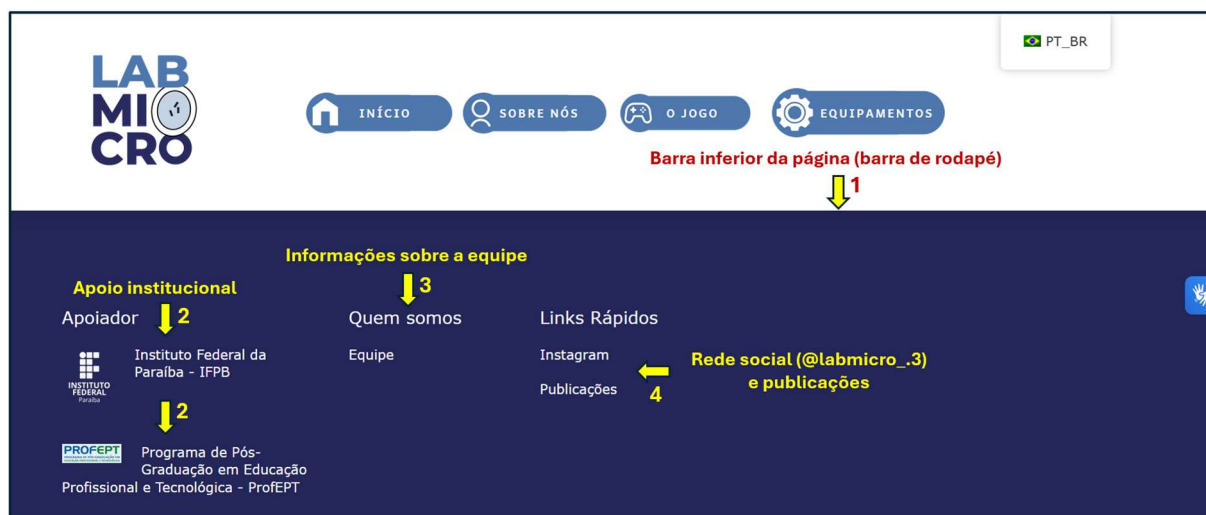 LAB
MICRO
PT_BR
INÍCIO
SOBRE NÓS
O JOGO
EQUIPAMENTOS
Barra inferior da página (barra de rodapé)
1
Informações sobre a equipe
3
Apoio institucional
2
Apoiador
Quem somos
Links Rápidos
INSTITUTO
FEDERAL
Paraíba
Instituto Federal da
Paraíba - IFPB
Equipe
Instagram
Publicações
4
Rede social (@labmicro_.3)
e publicações
2
PROFEPT
Programa de Pós-
Graduação em Educação
Profissional e Tecnológica - ProfEPT